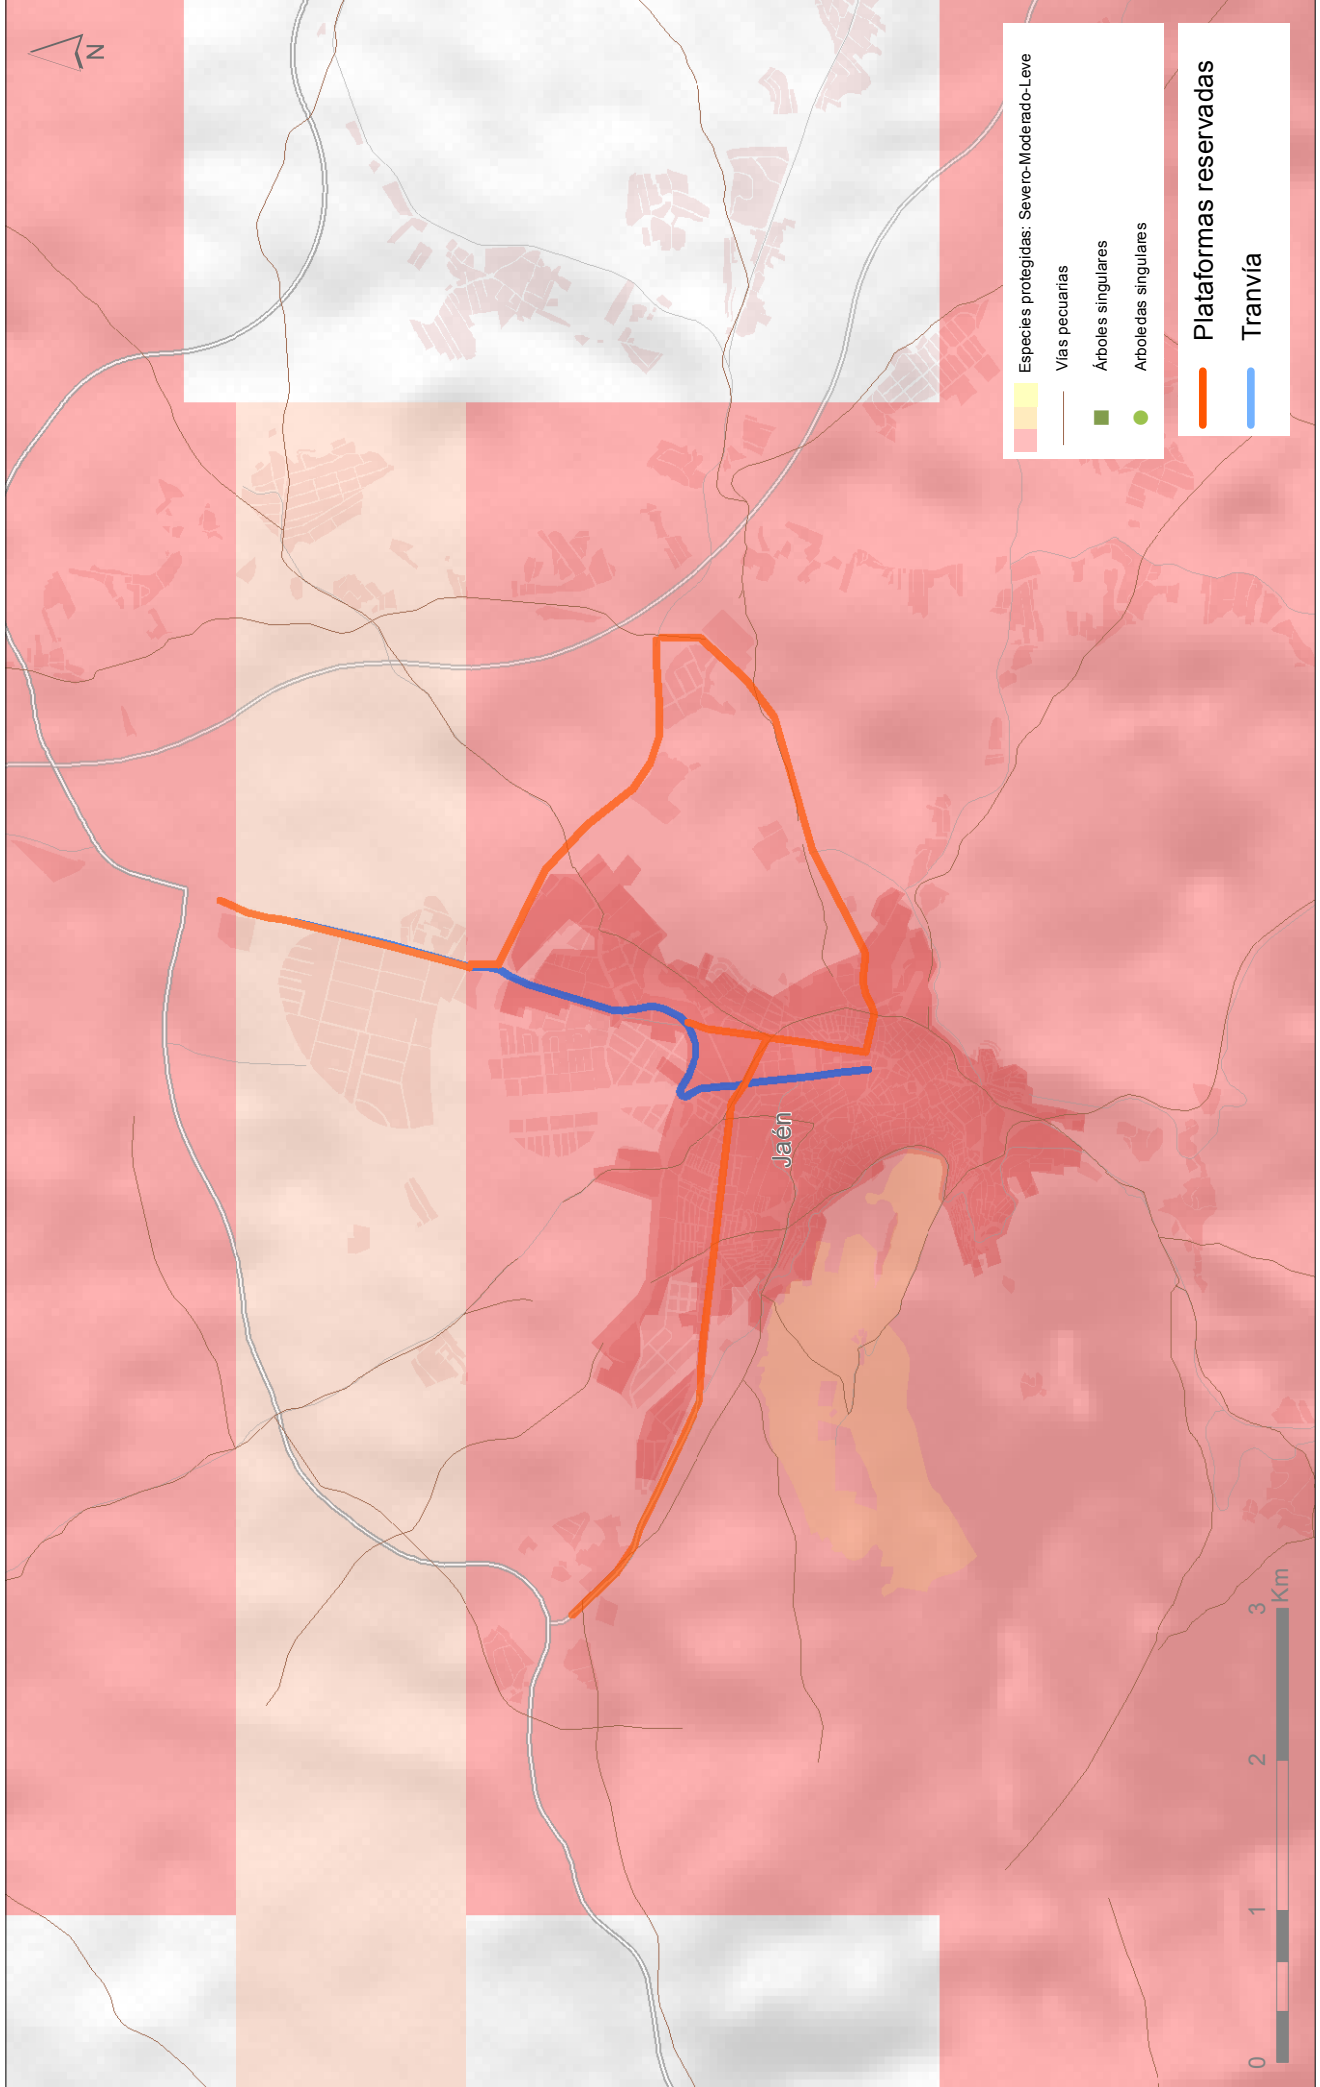 N
Especies protegidas: Severo-Moderado-Leve
Vías pecuarias
Árboles singulares
Arboledas singulares
Plataformas reservadas
Tranvía
Jaén
0 1 2 3
Km